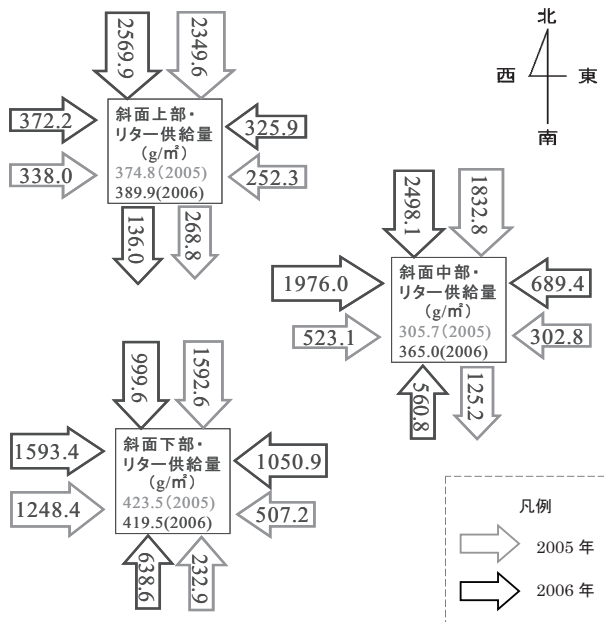 北
西 東
南
2569.9
2349.6
斜面上部・
リター供給量
(g/㎡)
374.8(2005)
389.9(2006)
372.2
325.9
338.0
252.3
136.0
268.8
2498.1
1832.8
斜面中部・
リター供給量
(g/㎡)
305.7(2005)
365.0(2006)
1976.0
689.4
523.1
302.8
560.8
125.2
999.6
1592.6
斜面下部・
リター供給量
(g/㎡)
423.5(2005)
419.5(2006)
1593.4
1050.9
1248.4
507.2
638.6
232.9
凡例
2005 年
2006 年